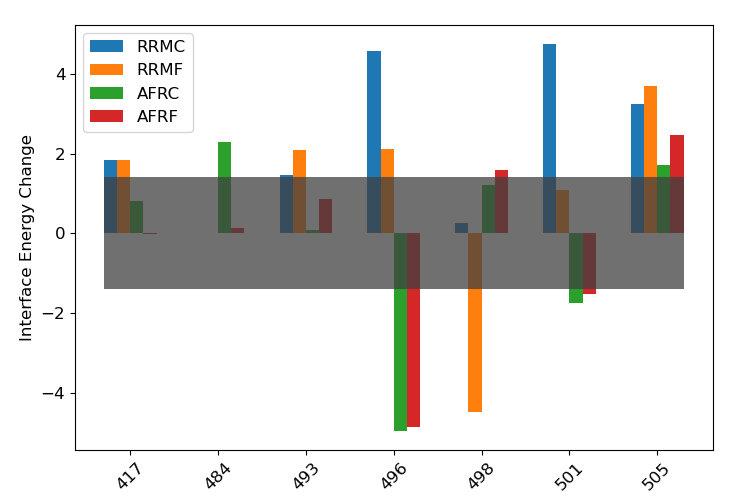 RRMC
RRMF
AFRC
AFRF
Interface Energy Change
4
2
0
−2
−4
417
484
493
496
498
501
505